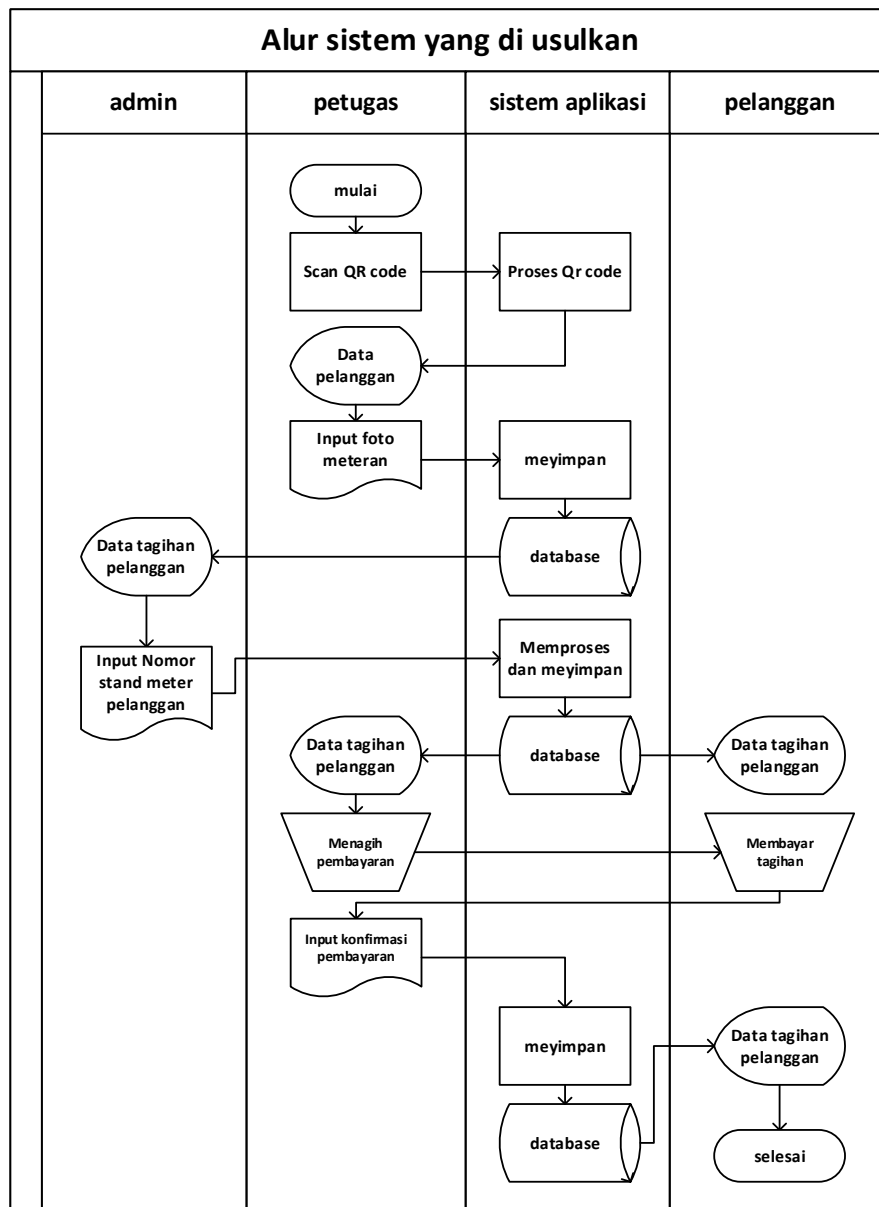 Alur sistem yang di usulkan
admin
petugas
sistem aplikasi
pelanggan
mulai
Scan QR code
Proses Qr code
Data
pelanggan
Input foto
meteran
meyimpan
Data tagihan
pelanggan
database
Input Nomor
stand meter
pelanggan
Memproses
dan meyimpan
Data tagihan
pelanggan
database
Data tagihan
pelanggan
Menagih
pembayaran
Membayar
tagihan
Input konfirmasi
pembayaran
meyimpan
Data tagihan
pelanggan
database
selesai